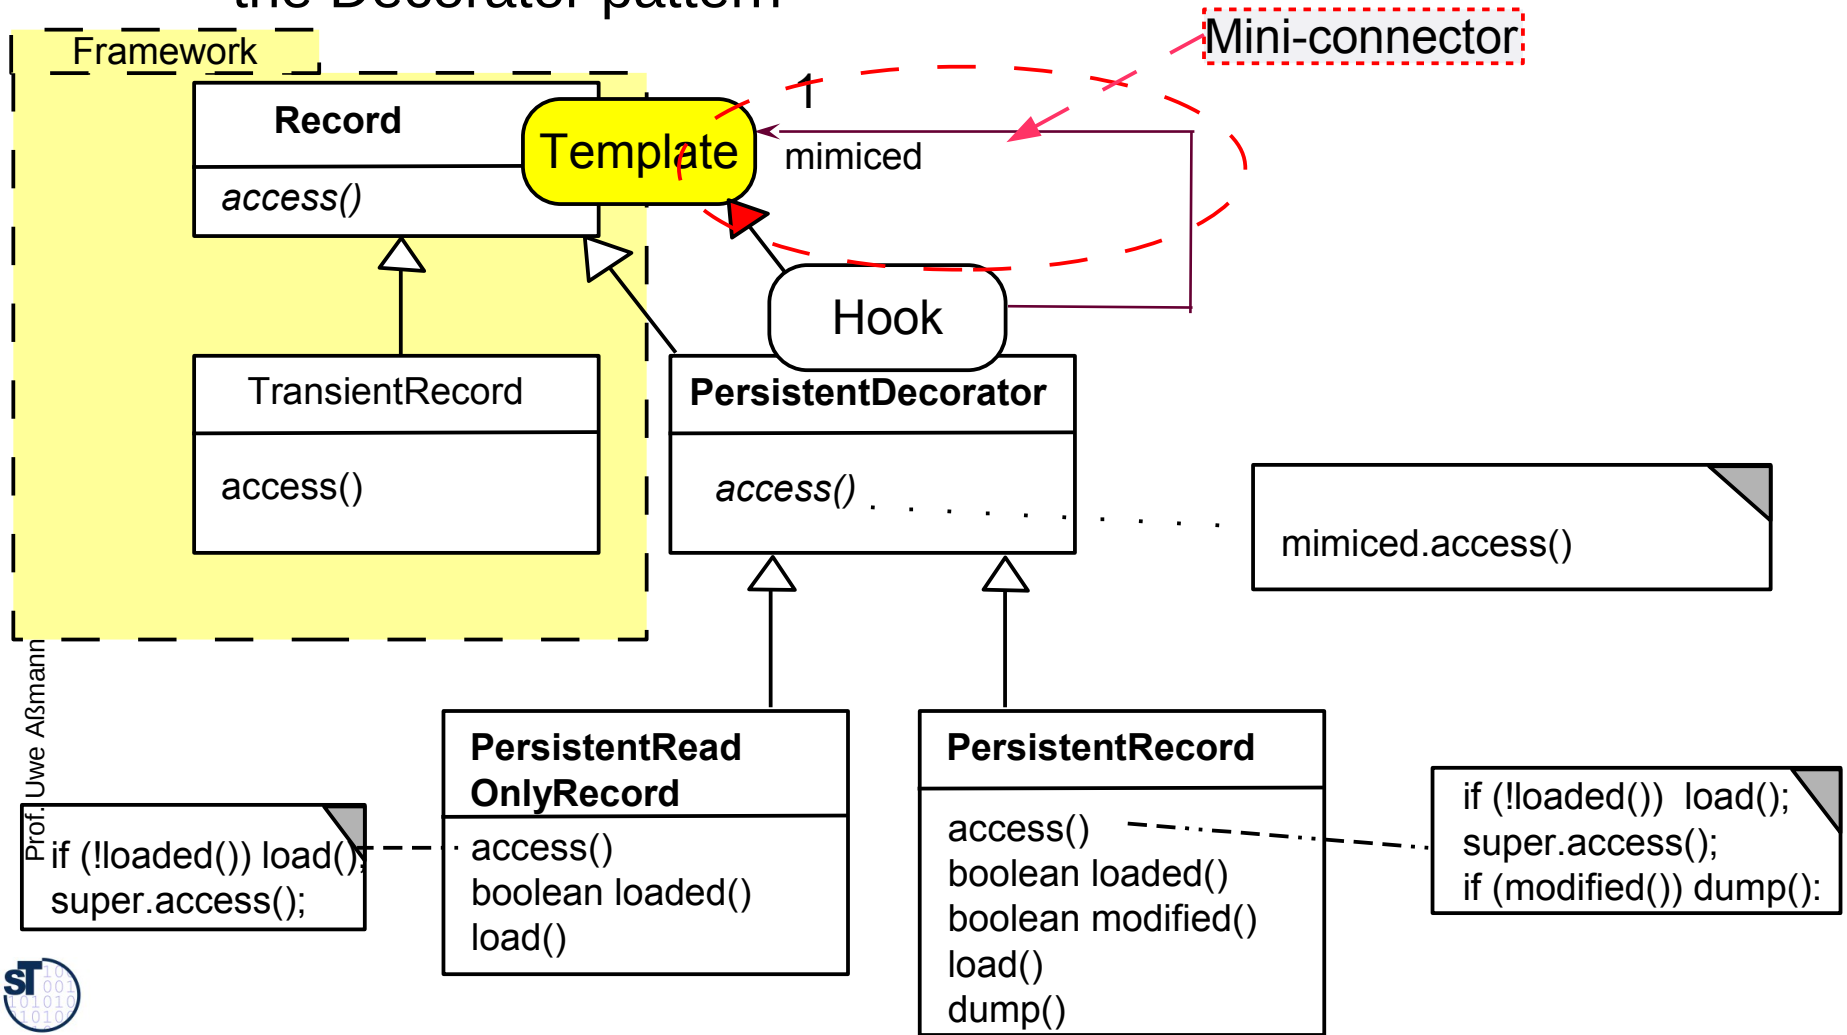 the Decorator pattern
Framework
Mini-connector
Record
Template
1
mimiced
access()
Hook
TransientRecord
PersistentDecorator
access()
access()
mimiced.access()
Prof. Uwe Aßmann
PersistentRead
OnlyRecord
PersistentRecord
if (!loaded()) load();
super.access();
access()
boolean loaded()
load()
access()
boolean loaded()
boolean modified()
load()
dump()
if (!loaded()) load();
super.access();
if (modified()) dump():
sT